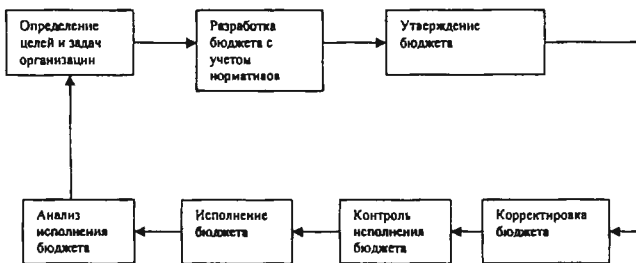 Определение
целей и задач
организации
Разработка
бюджета с
учетом
нормативов
Утверждение
бюджета
Анализ
исполнения
бюджета
Исполнение
бюджета
Контроль
исполнения
бюджета
Корректировка
бюджета